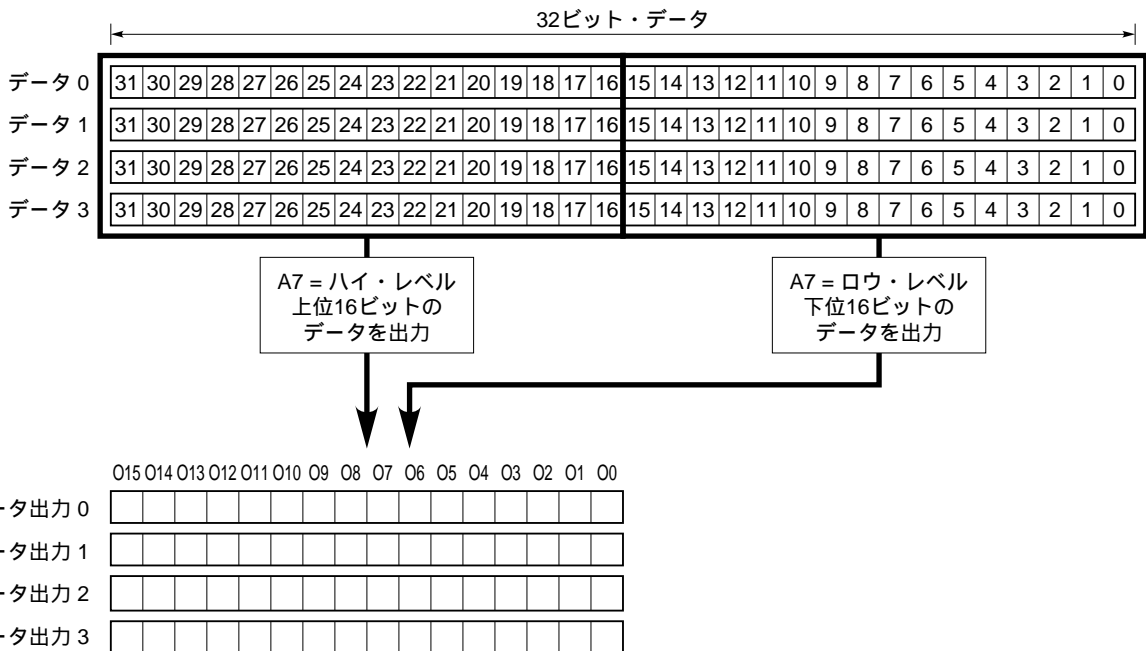 32ビット・データ
データ 0 31 30 29 28 27 26 25 24 23 22 21 20 19 18 17 16 15 14 13 12 11 10 9 8 7 6 5 4 3 2 1 0
データ 1 31 30 29 28 27 26 25 24 23 22 21 20 19 18 17 16 15 14 13 12 11 10 9 8 7 6 5 4 3 2 1 0
データ 2 31 30 29 28 27 26 25 24 23 22 21 20 19 18 17 16 15 14 13 12 11 10 9 8 7 6 5 4 3 2 1 0
データ 3 31 30 29 28 27 26 25 24 23 22 21 20 19 18 17 16 15 14 13 12 11 10 9 8 7 6 5 4 3 2 1 0
A7 = ハイ・レベル
上位16ビットの
データを出力
A7 = ロウ・レベル
下位16ビットの
データを出力
O15 O14 O13 O12 O11 O10 O9 O8 O7 O6 O5 O4 O3 O2 O1 O0
ータ出力 0
ータ出力 1
ータ出力 2
ータ出力 3